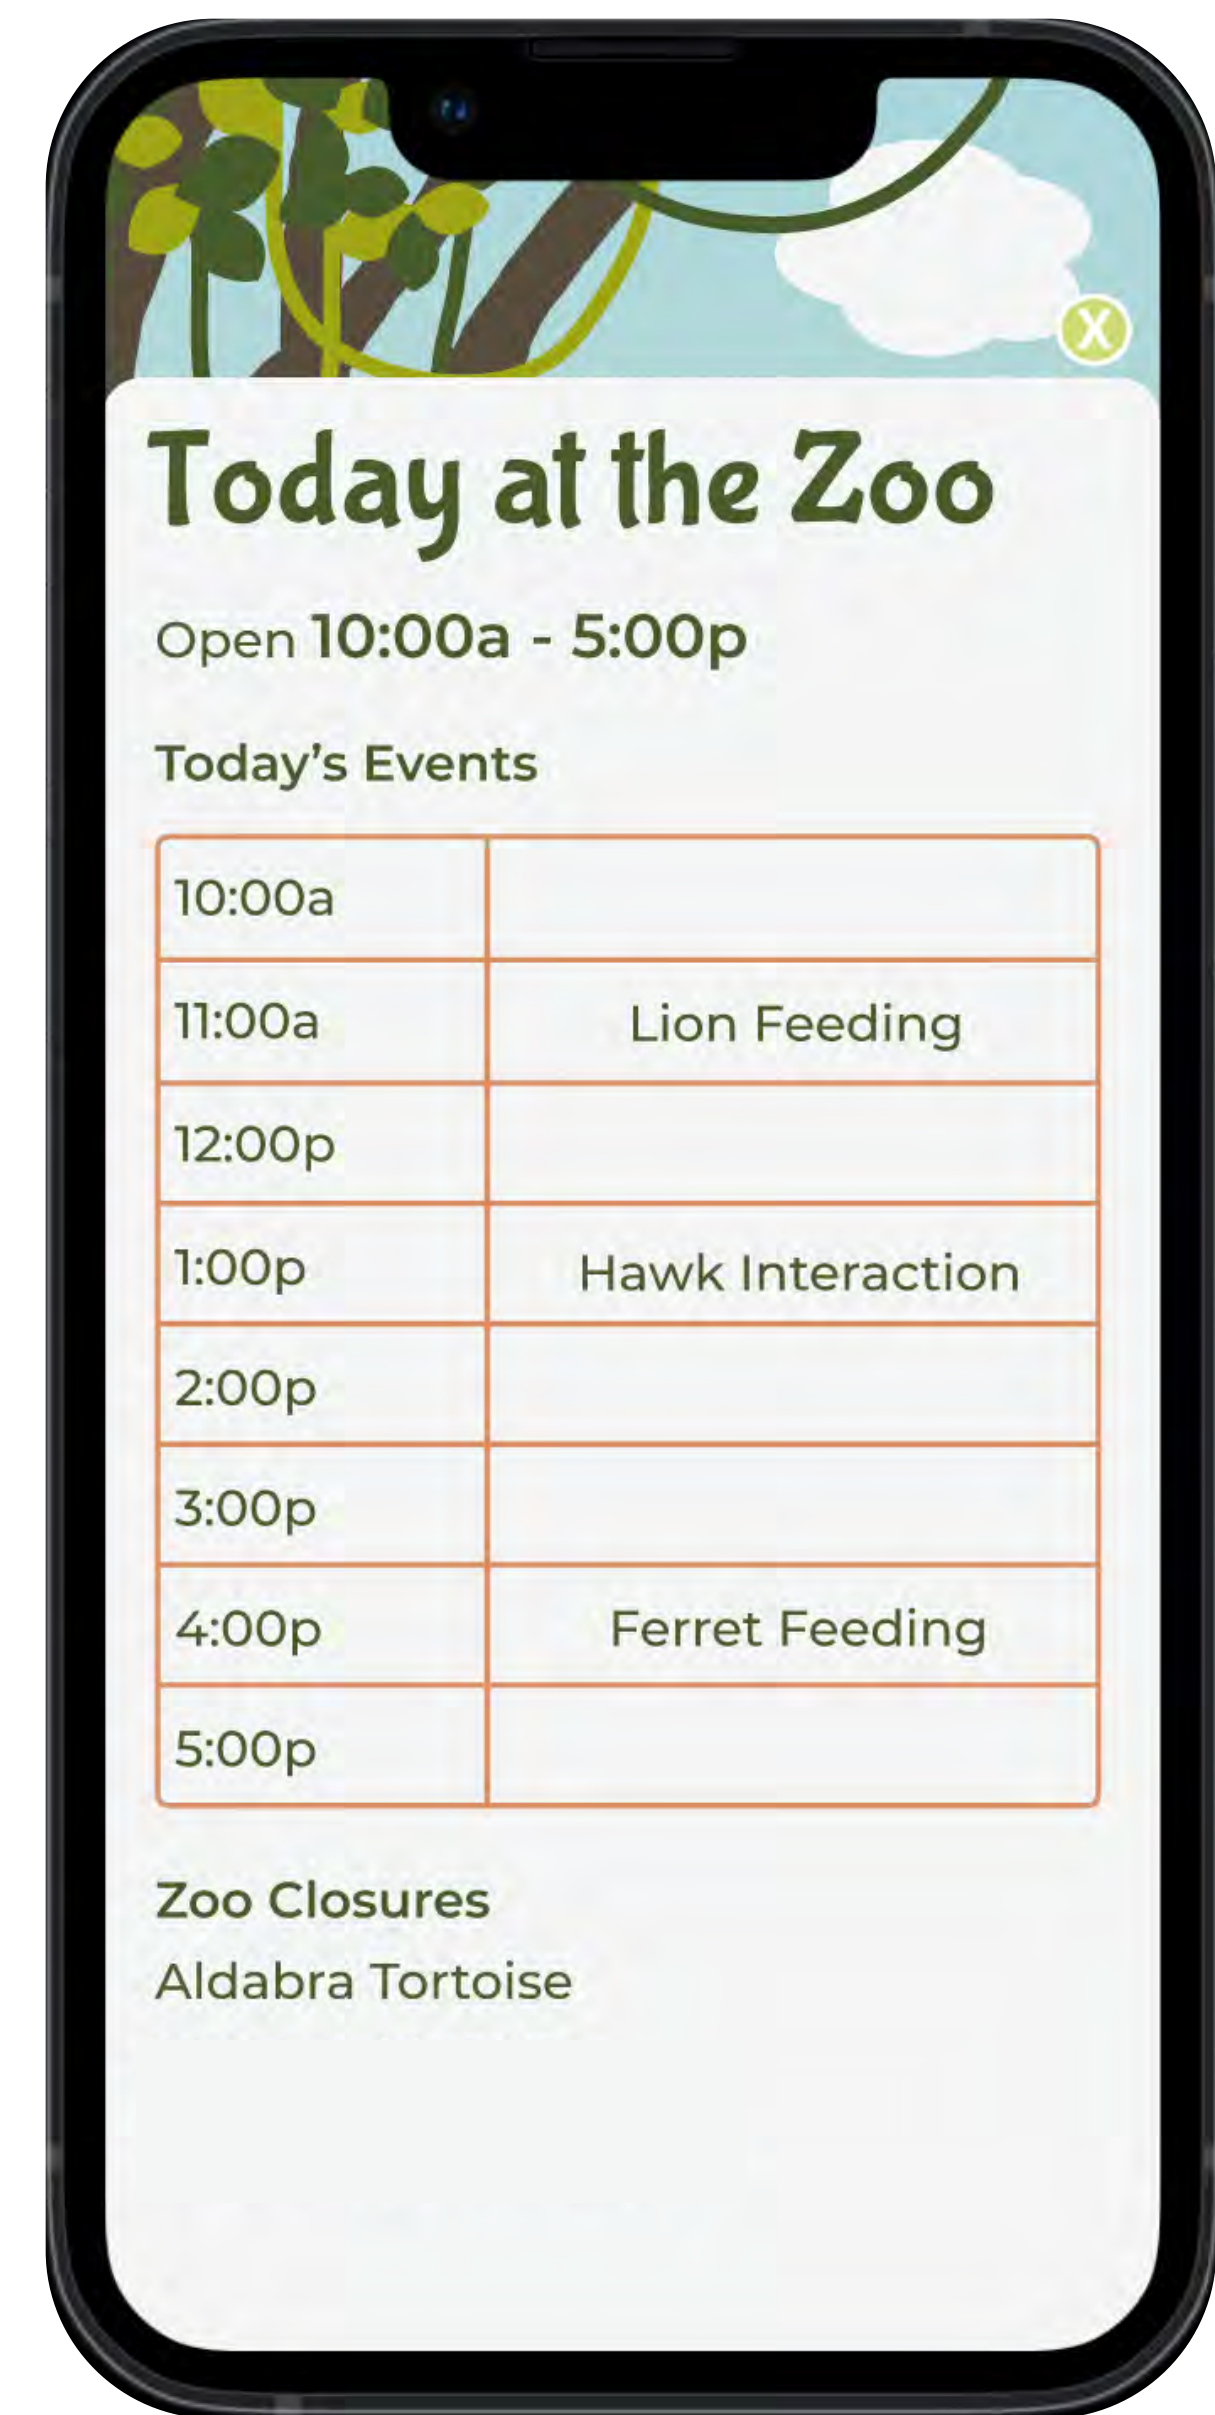 X
Today at the Zoo
Open 10:00a - 5:00p
Today’s Events
10:00a
11:00a Lion Feeding
12:00p
1:00p Hawk Interaction
2:00p
3:00p
4:00p Ferret Feeding
5:00p
Zoo Closures
Aldabra Tortoise